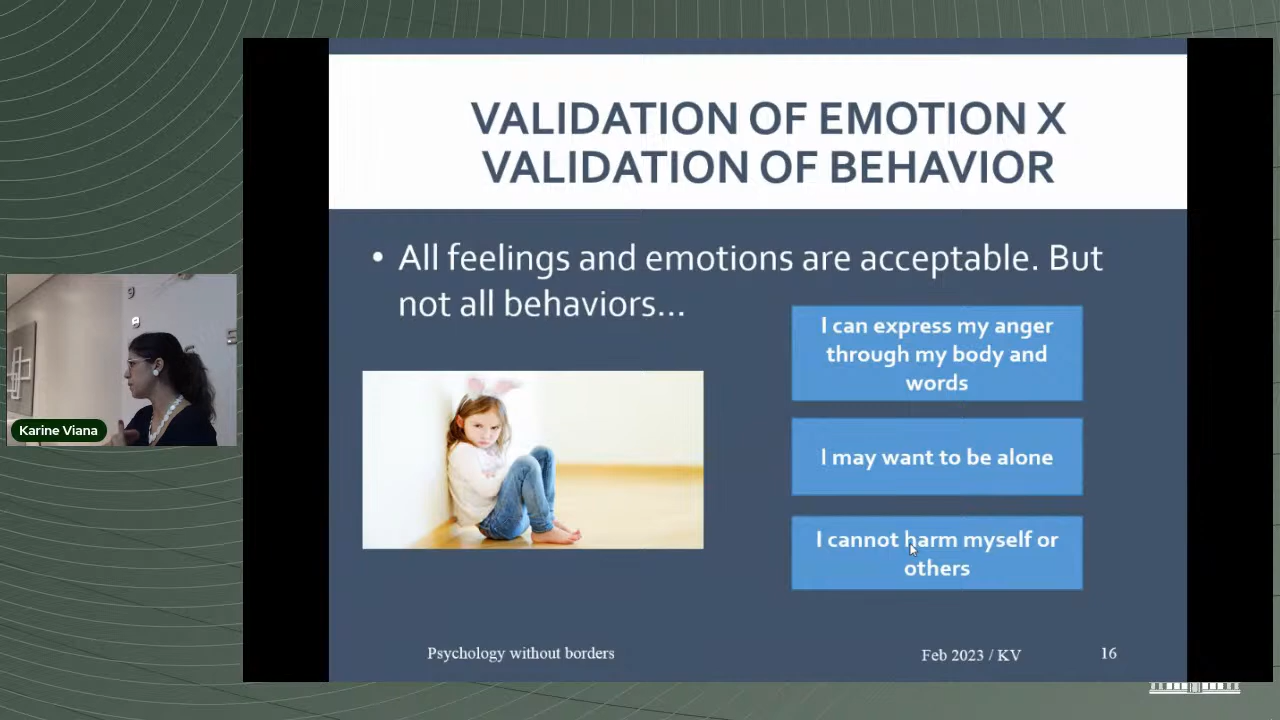 VALIDATION OF EMOTION X
VALIDATION OF BEHAVIOR
• All feelings and emotions are acceptable. But
not all behaviors...
I can express my anger
through my body and
words
I may want to be alone
I cannot harm myself or
others
Karine Viana
Psychology without borders
Feb 2023 / KV
16